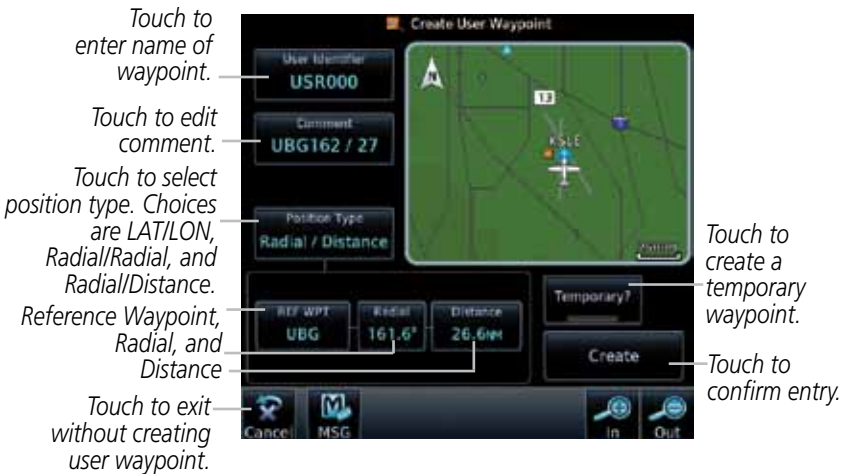 Touch to
enter name of
waypoint.
Touch to edit
comment.
Touch to select
position type. Choices
are LAT/LON,
Radial/Radial, and
Radial/Distance.
Reference Waypoint,
Radial, and
Distance
Touch to exit
without creating
user waypoint.
Create User Waypoint
User Identifier
USR000
Comment
UBG162 / 27
Position Type
Radial / Distance
N
13
KSLE
REF WPT
UBG
Radial
161.6°
Distance
26.6NM
Temporary?
Create
Cancel
MSG
In
Out
Touch to
create a
temporary
waypoint.
Touch to
confirm entry.